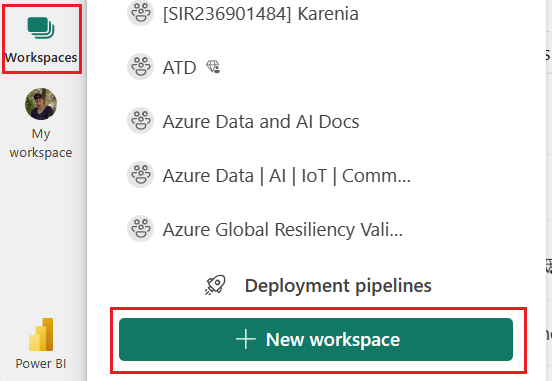 Workspaces
My
workspace
Power BI
[SIR236901484] Karenia
ATD
Azure Data and AI Docs
Azure Data | AI | IoT | Comm...
Azure Global Resiliency Vali...
Deployment pipelines
New workspace